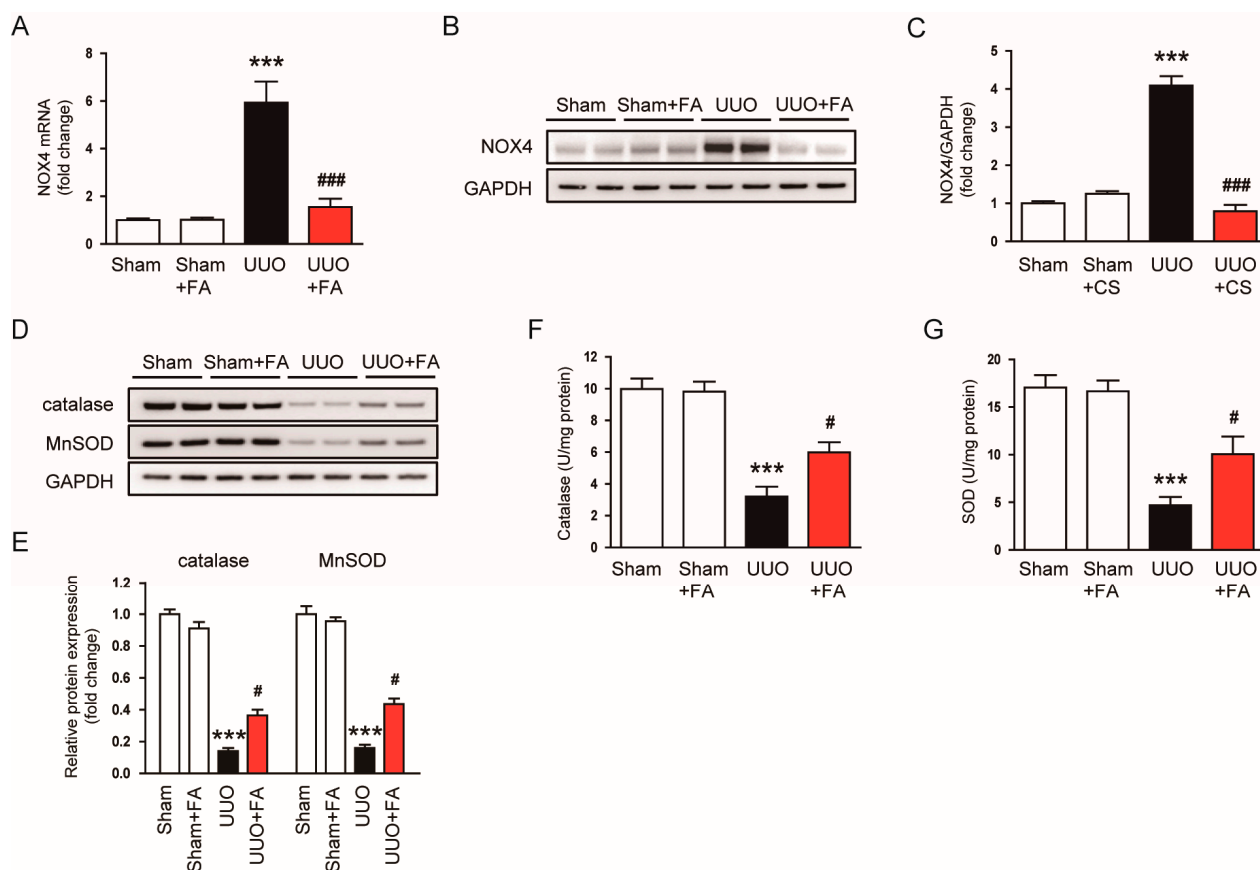 A
NOX4 mRNA
(fold change)
8
6
4
2
0
***
###
Sham
Sham
+FA
UUO
UUO
+FA
B
Sham
Sham+FA
UUO
UUO+FA
NOX4
GAPDH
C
NOX4/GAPDH
(fold change)
5
4
3
2
1
0
***
###
Sham
Sham
+CS
UUO
UUO
+CS
D
Sham
Sham+FA
UUO
UUO+FA
catalase
MnSOD
GAPDH
E
catalase
MnSOD
Relative protein exrpression
(fold change)
1.2
1.0
0.8
0.6
0.4
0.2
0.0
***
#
***
#
Sham
Sham+FA
UUO
UUO+FA
Sham
Sham+FA
UUO
UUO+FA
F
Catalase (U/mg protein)
12
10
8
6
4
2
0
***
#
Sham
Sham
+FA
UUO
UUO
+FA
G
SOD (U/mg protein)
20
15
10
5
0
***
#
Sham
Sham
+FA
UUO
UUO
+FA